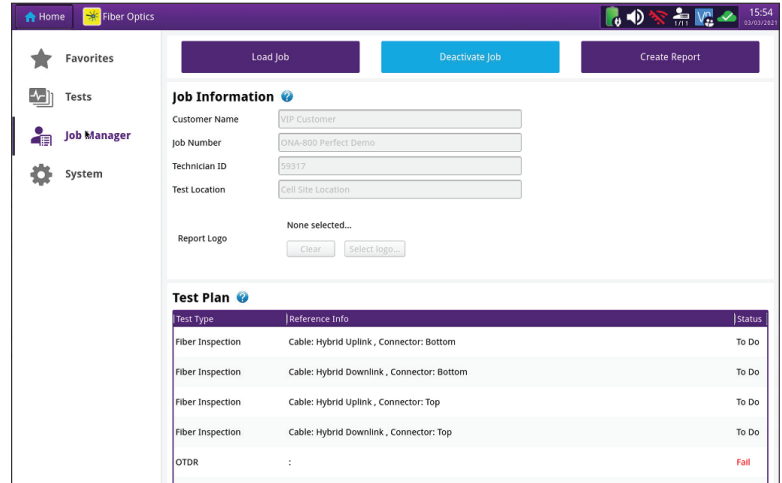 Home Fiber Optics 15:54
1/11 03/03/2021
Favorites
Tests
Job Manager
System
Load Job Deactivate Job Create Report
Job Information ?
Customer Name VIP Customer
Job Number ONA-800 Perfect Demo
Technician ID 59317
Test Location Cell Site Location
None selected...
Report Logo
Clear Select logo...
Test Plan ?
Test Type Reference Info Status
Fiber Inspection Cable: Hybrid Uplink , Connector: Bottom To Do
Fiber Inspection Cable: Hybrid Downlink , Connector: Bottom To Do
Fiber Inspection Cable: Hybrid Uplink , Connector: Top To Do
Fiber Inspection Cable: Hybrid Downlink , Connector: Top To Do
OTDR : Fail